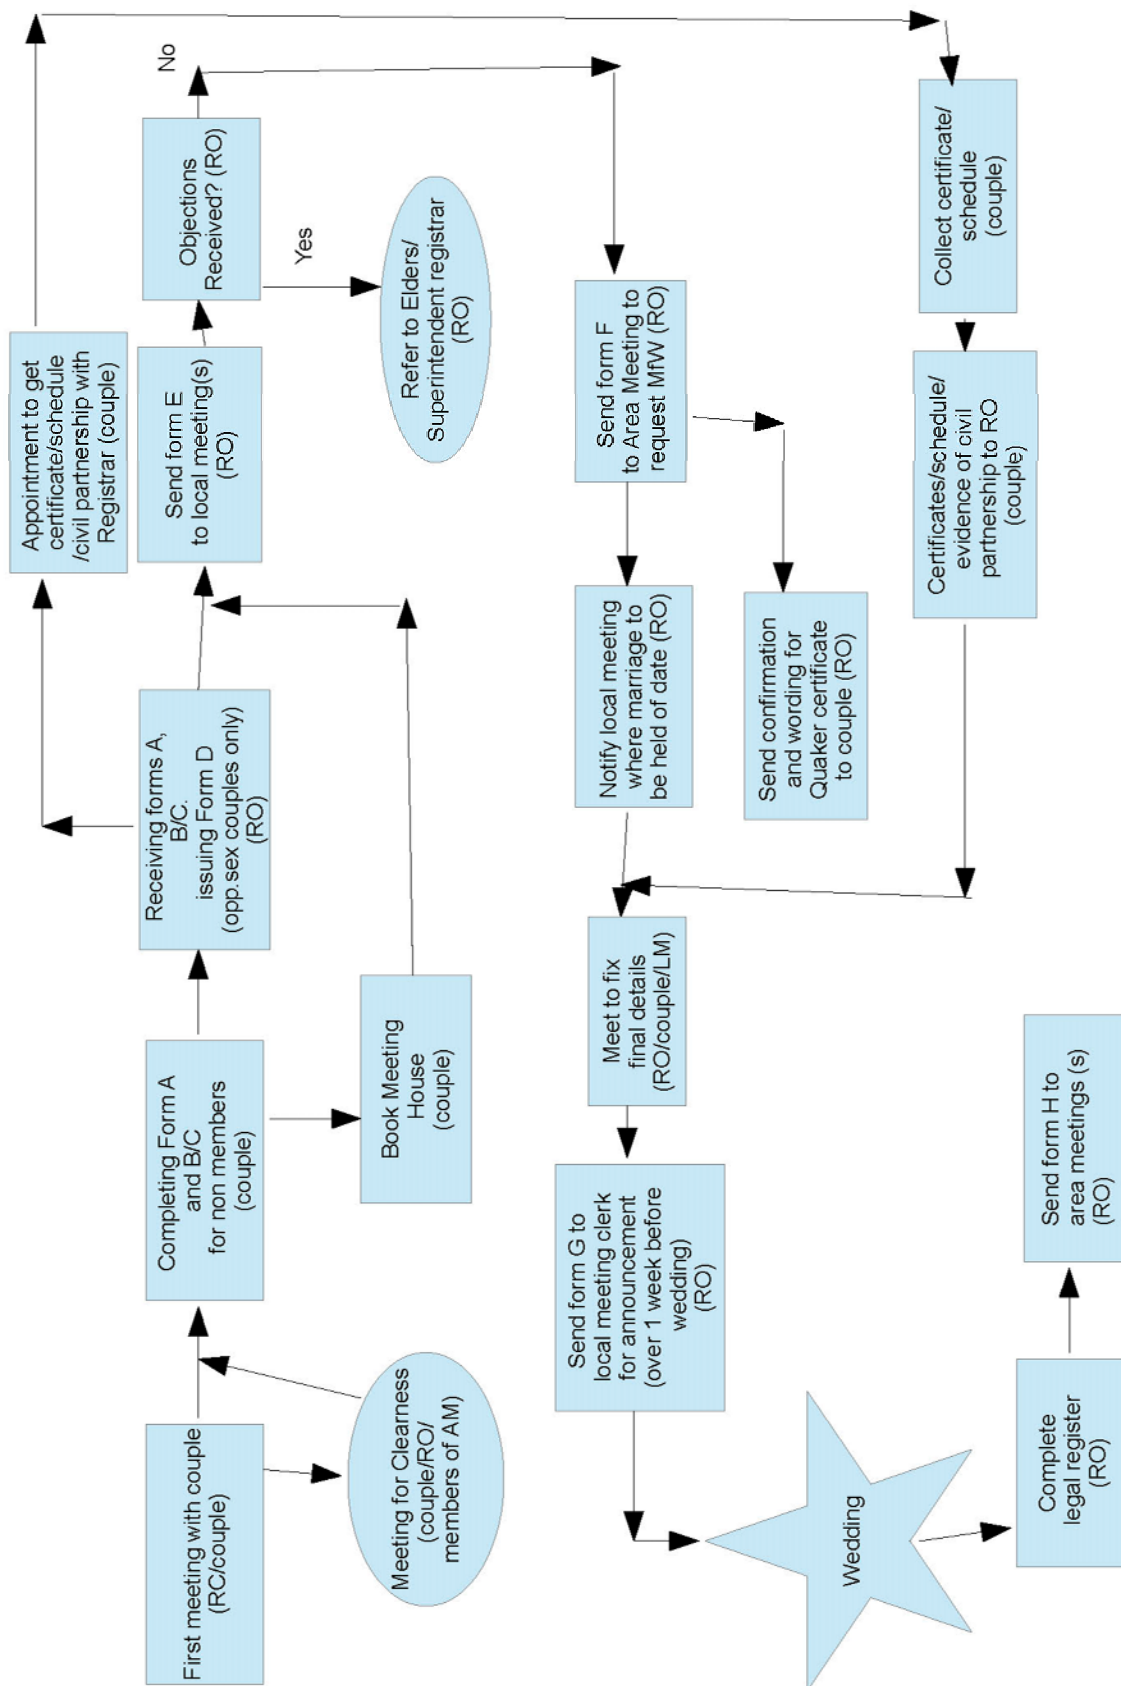 First meeting with couple
(RC/couple)
Meeting for Clearness
(couple/RO/
members of AM)
Completing Form A
and B/C
for non members
(couple)
Book Meeting
House
(couple)
Receiving forms A,
B/C.
issuing Form D
(opp.sex couples only)
(RO)
Appointment to get
certificate/schedule
/civil partnership with
Registrar (couple)
Send form E
to local meeting(s)
(RO)
Objections
Received? (RO)
No
Yes
Refer to Elders/
Superintendent registrar
(RO)
Send form F
to Area Meeting to
request MfW (RO)
Notify local meeting
where marriage to
be held of date (RO)
Send confirmation
and wording for
Quaker certificate
to couple (RO)
Collect certificate/
schedule
(couple)
Certificates/schedule/
evidence of civil
partnership to RO
(couple)
Meet to fix
final details
(RO/couple/LM)
Send form G to
local meeting clerk
for announcement
(over 1 week before
wedding)
(RO)
Wedding
Complete
legal register
(RO)
Send form H to
area meetings (s)
(RO)